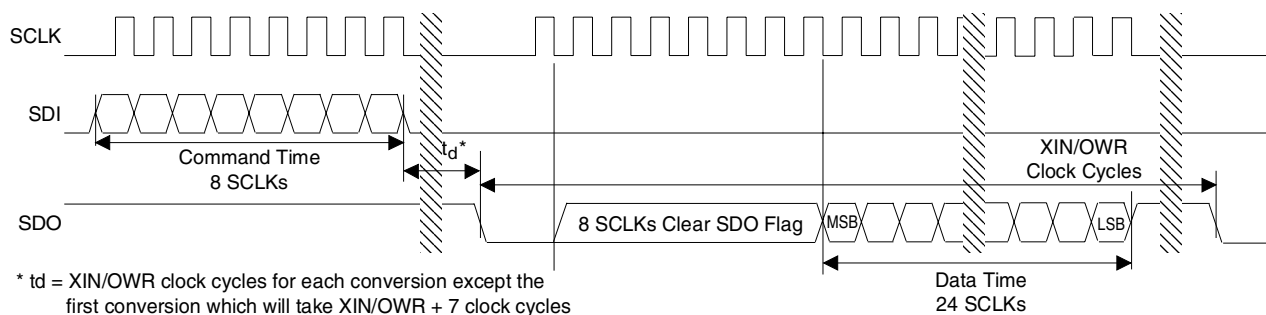 SCLK
SDI
Command Time
8 SCLKs
td*
XIN/OWR
Clock Cycles
SDO
8 SCLKs Clear SDO Flag
MSB
LSB
Data Time
24 SCLKs
* td = XIN/OWR clock cycles for each conversion except the
first conversion which will take XIN/OWR + 7 clock cycles